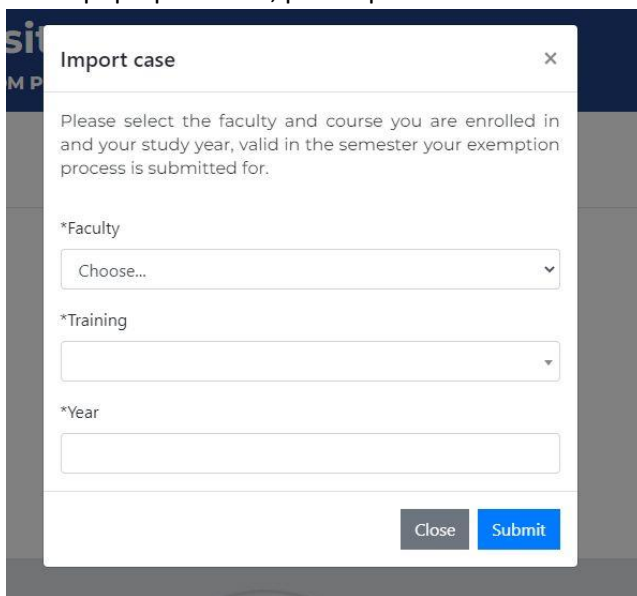 sit
M P
Import case ×
Please select the faculty and course you are enrolled in
and your study year, valid in the semester your exemption
process is submitted for.
*Faculty
Choose...
*Training
*Year
Close Submit